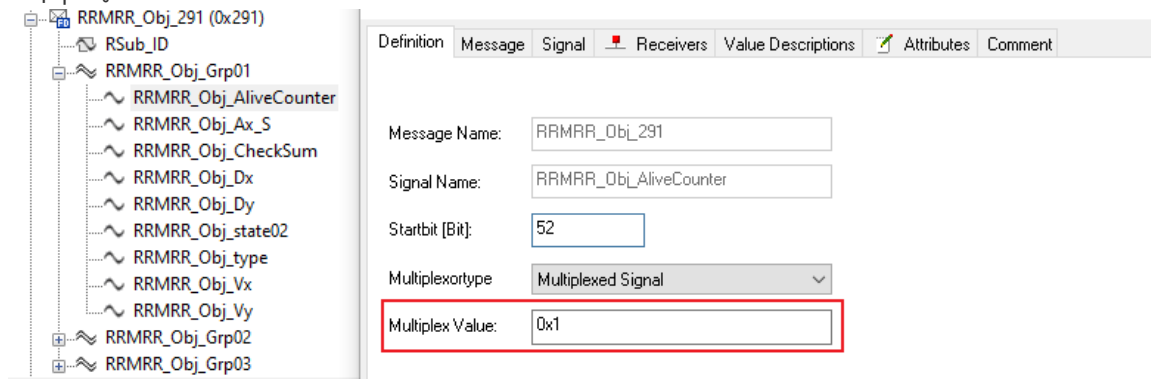 RRMRR_Obj_291 (0x291)
RSub_ID
RRMRR_Obj_Grp01
RRMRR_Obj_AliveCounter
RRMRR_Obj_Ax_S
RRMRR_Obj_CheckSum
RRMRR_Obj_Dx
RRMRR_Obj_Dy
RRMRR_Obj_state02
RRMRR_Obj_type
RRMRR_Obj_Vx
RRMRR_Obj_Vy
RRMRR_Obj_Grp02
RRMRR_Obj_Grp03
Definition Message Signal Receivers Value Descriptions Attributes Comment
Message Name: RRMRR_Obj_291
Signal Name: RRMRR_Obj_AliveCounter
Startbit [Bit]: 52
Multiplexortype Multiplexed Signal
Multiplex Value: 0x1